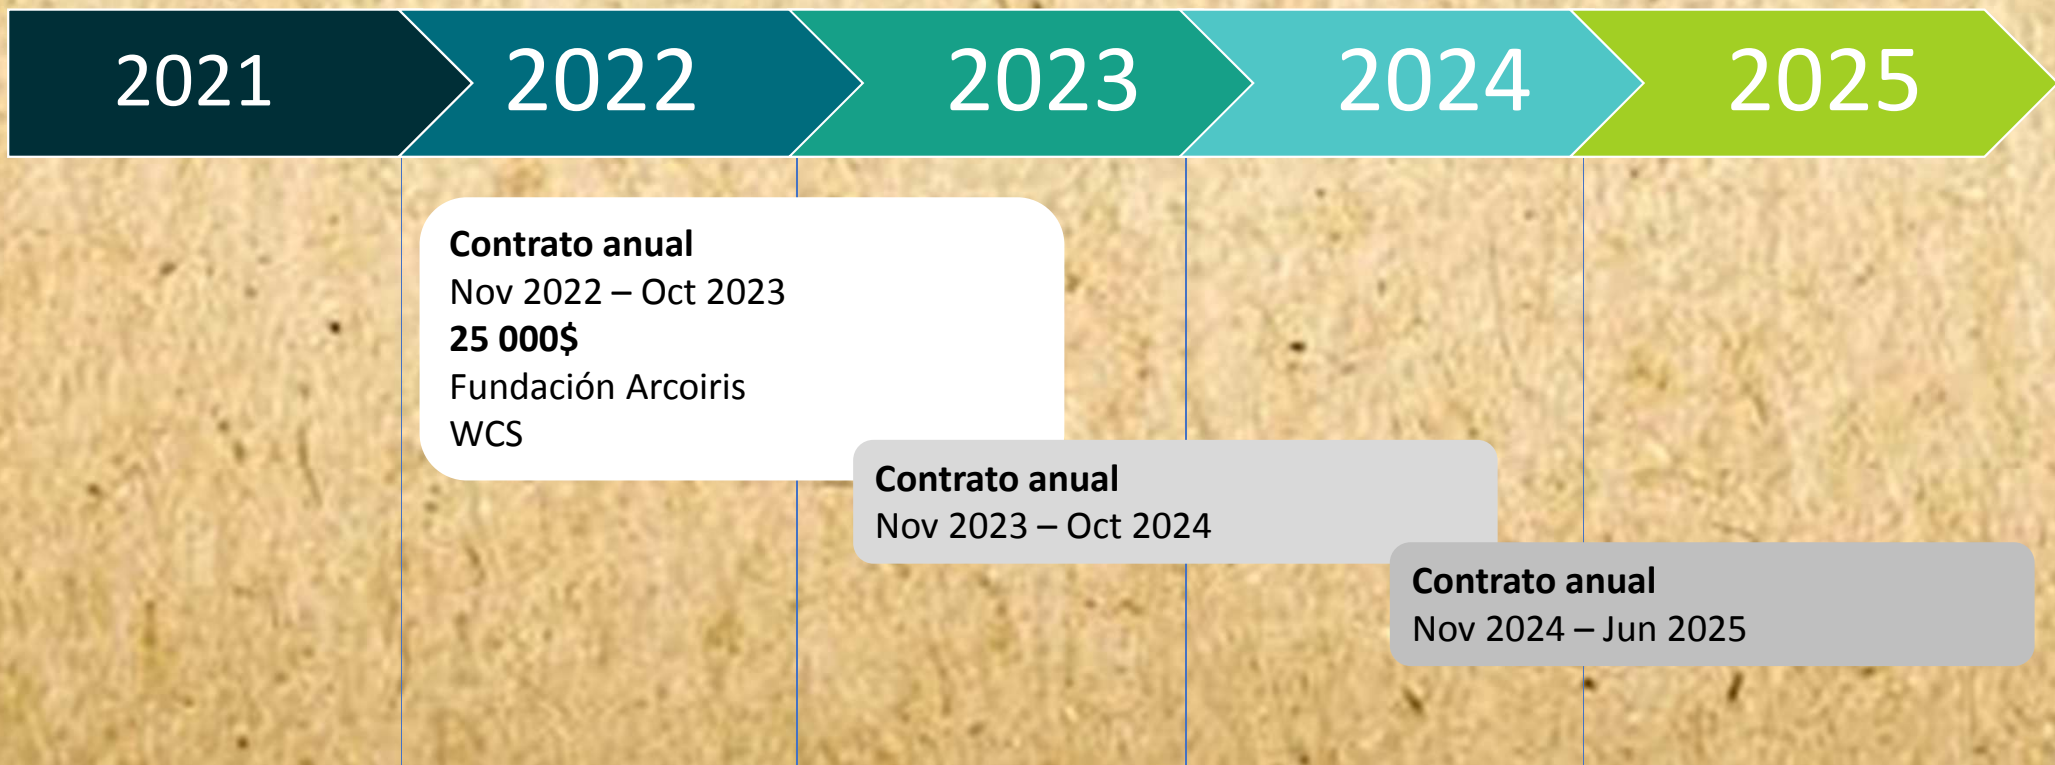 2021
2022
2023
2024
2025
Contrato anual
Nov 2022 – Oct 2023
25 000$
Fundación Arcoiris
WCS
Contrato anual
Nov 2023 – Oct 2024
Contrato anual
Nov 2024 – Jun 2025